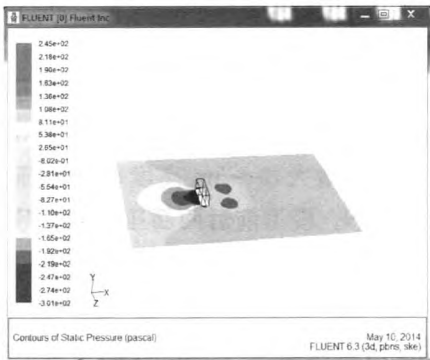 FLUENT [0] Fluent Inc
2.45e+02
2.18e+02
1.90e+02
1.63e+02
1.36e+02
1.08e+02
8.11e+01
5.38e+01
2.65e+01
-8.02e-01
-2.81e+01
-5.54e+01
-8.27e+01
-1.10e+02
-1.37e+02
-1.65e+02
-1.92e+02
-2.19e+02
-2.47e+02
-2.74e+02
-3.01e+02
Y
X
Z
Contours of Static Pressure (pascal)
May 10, 2014
FLUENT 6.3 (3d, pbns, ske)